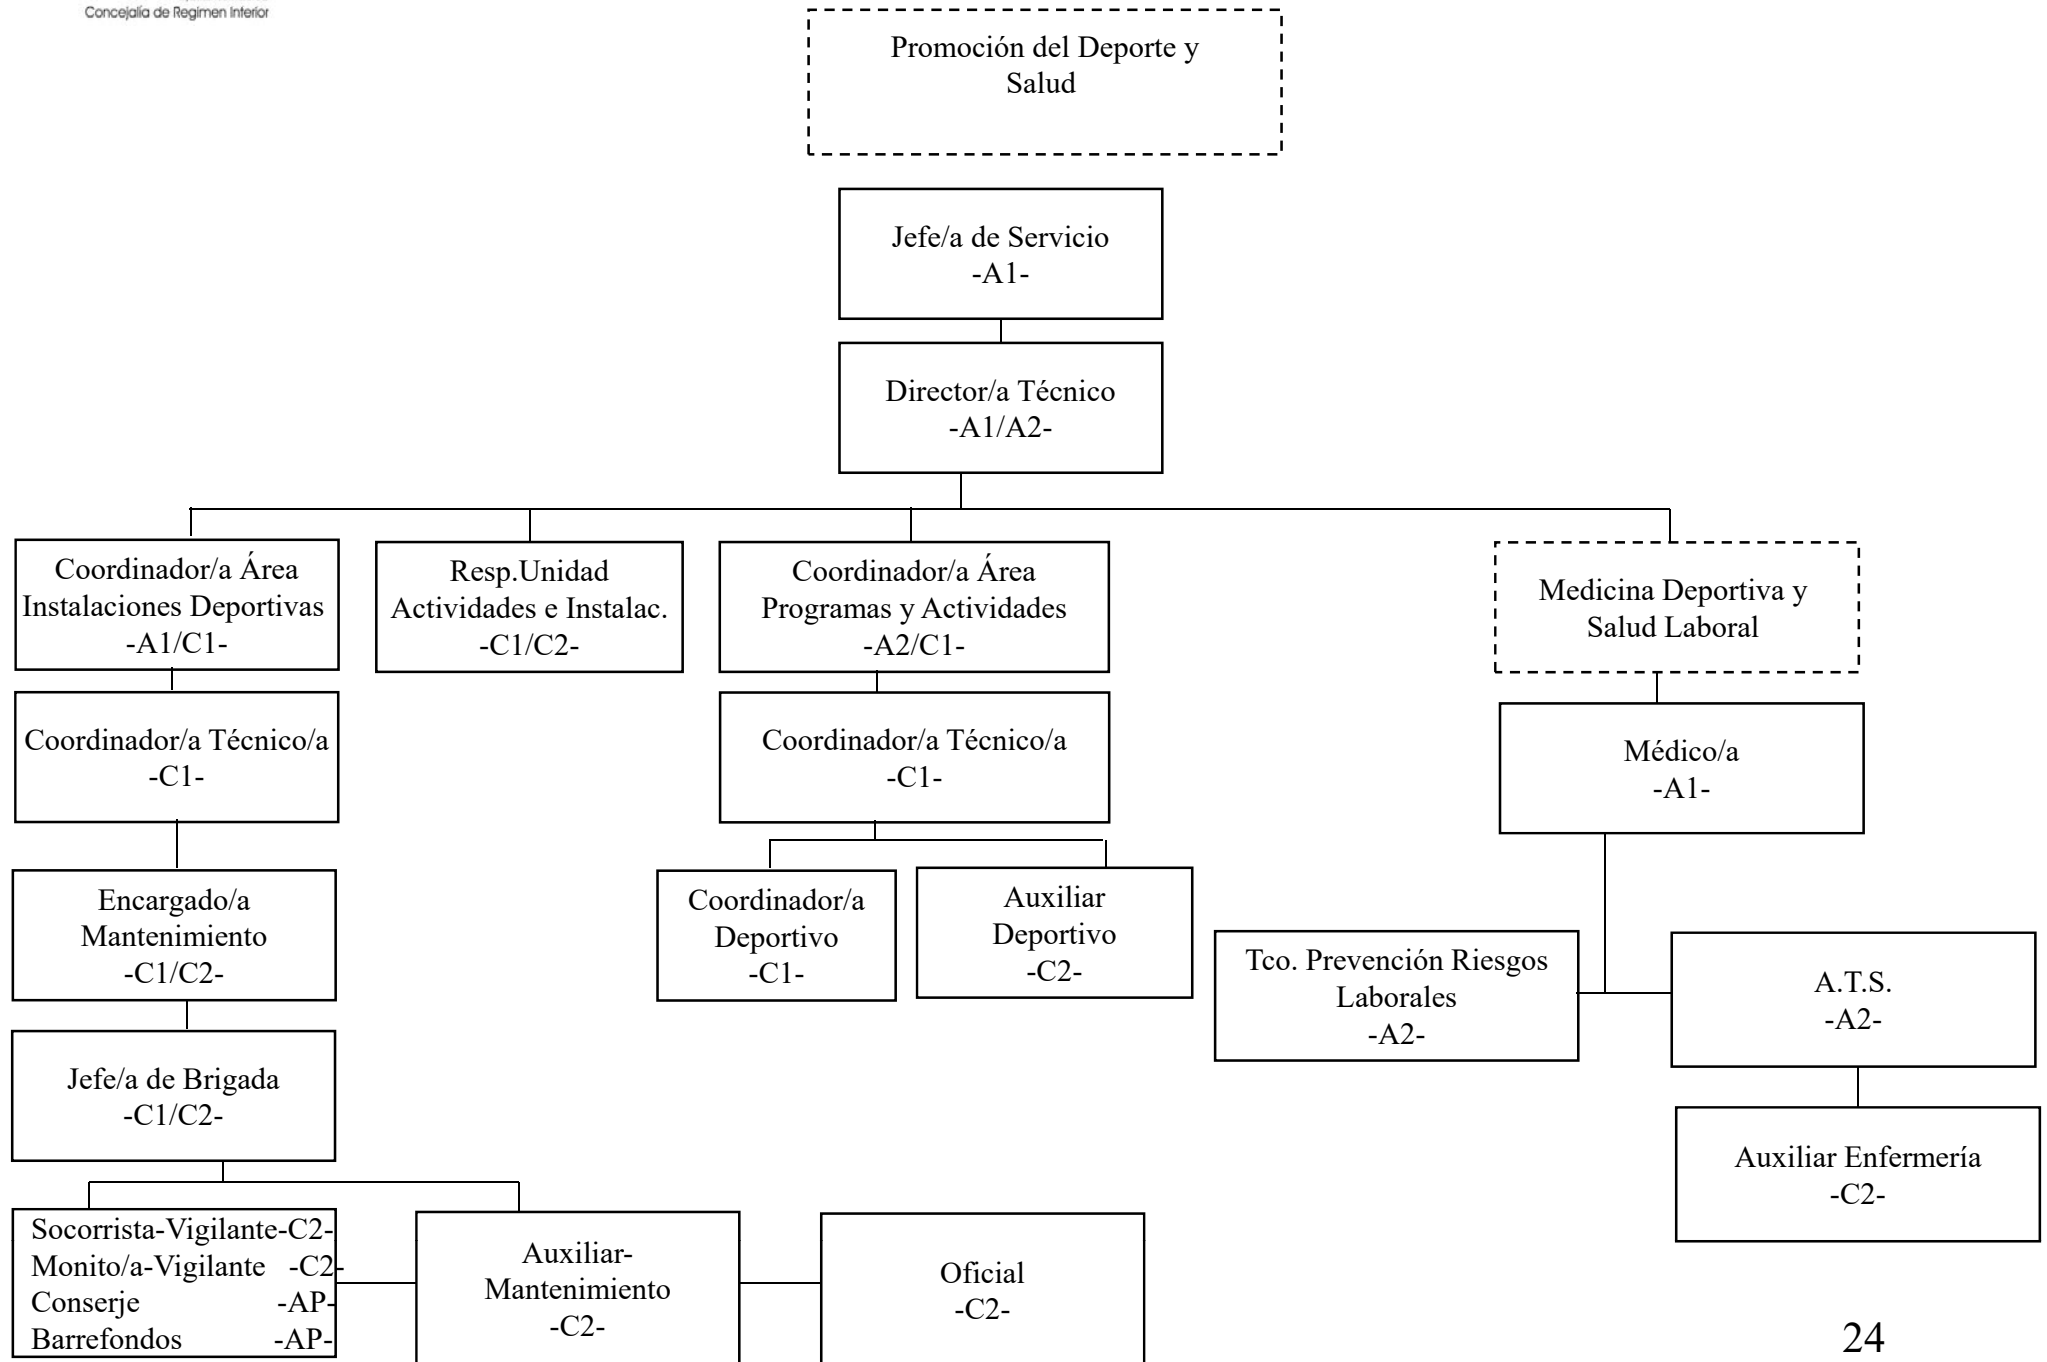 Concejalía de Regimen Interior
Promoción del Deporte y
Salud
Jefe/a de Servicio
-A1-
Director/a Técnico
-A1/A2-
Coordinador/a Área
Instalaciones Deportivas
-A1/C1-
Resp.Unidad
Actividades e Instalac.
-C1/C2-
Coordinador/a Área
Programas y Actividades
-A2/C1-
Medicina Deportiva y
Salud Laboral
Coordinador/a Técnico/a
-C1-
Coordinador/a Técnico/a
-C1-
Médico/a
-A1-
Encargado/a
Mantenimiento
-C1/C2-
Coordinador/a
Deportivo
-C1-
Auxiliar
Deportivo
-C2-
Tco. Prevención Riesgos
Laborales
-A2-
A.T.S.
-A2-
Jefe/a de Brigada
-C1/C2-
Auxiliar Enfermería
-C2-
Socorrista-Vigilante-C2-
Monito/a-Vigilante -C2-
Conserje -AP-
Barrefondos -AP-
Auxiliar-
Mantenimiento
-C2-
Oficial
-C2-
24